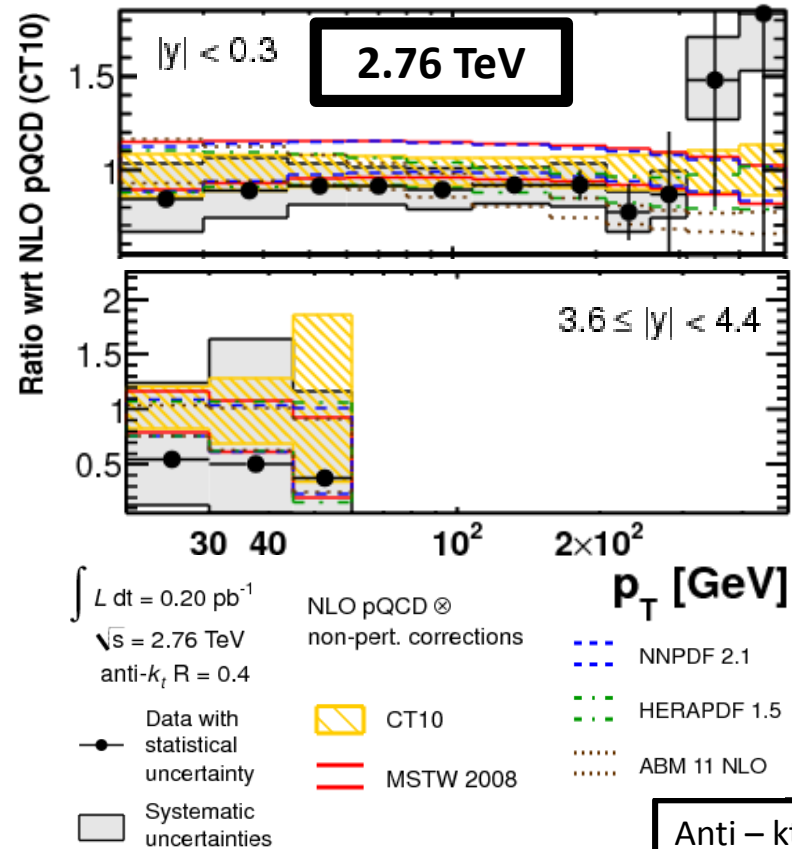 |y| < 0.3
2.76 TeV
1.5
1
Ratio wrt NLO pQCD (CT10)
3.6 ≤ |y| < 4.4
2
1.5
1
0.5
30 40 10² 2×10²
p_T [GeV]
∫ L dt = 0.20 pb⁻¹
√s = 2.76 TeV
anti-k_t R = 0.4
Data with
statistical
uncertainty
Systematic
uncertainties
NLO pQCD ⊗
non-pert. corrections
CT10
MSTW 2008
NNPDF 2.1
HERAPDF 1.5
ABM 11 NLO
Anti – k